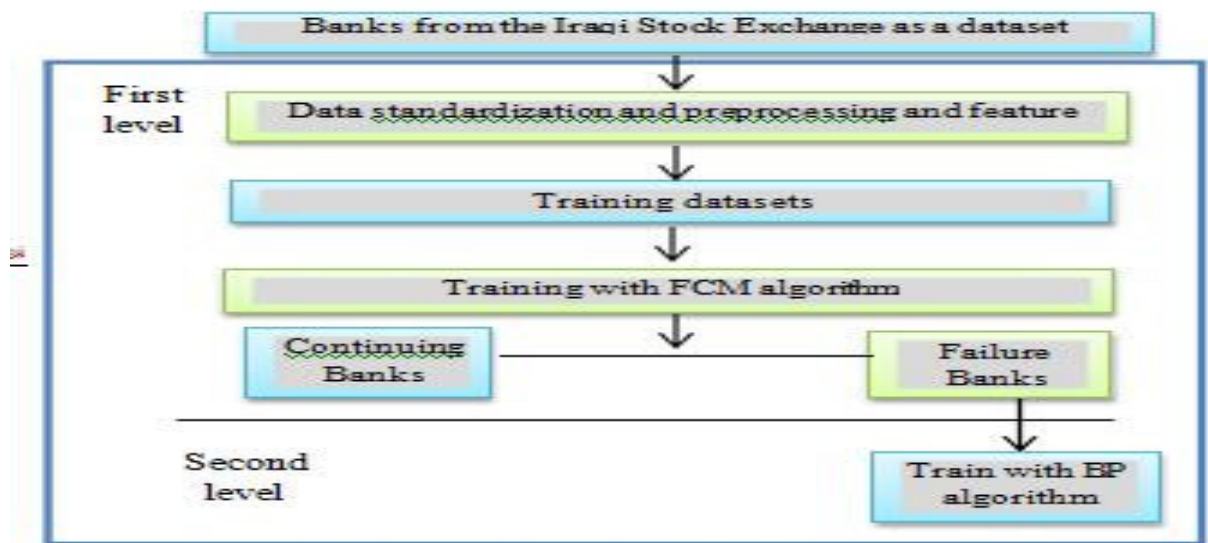 Banks from the Iraqi Stock Exchange as a dataset
First
level
Data standardization and preprocessing and feature
Training datasets
Training with FCM algorithm
Continuing
Banks
Failure
Banks
Second
level
Train with BP
algorithm